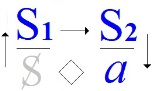 S1 → S2
$ ◇ a